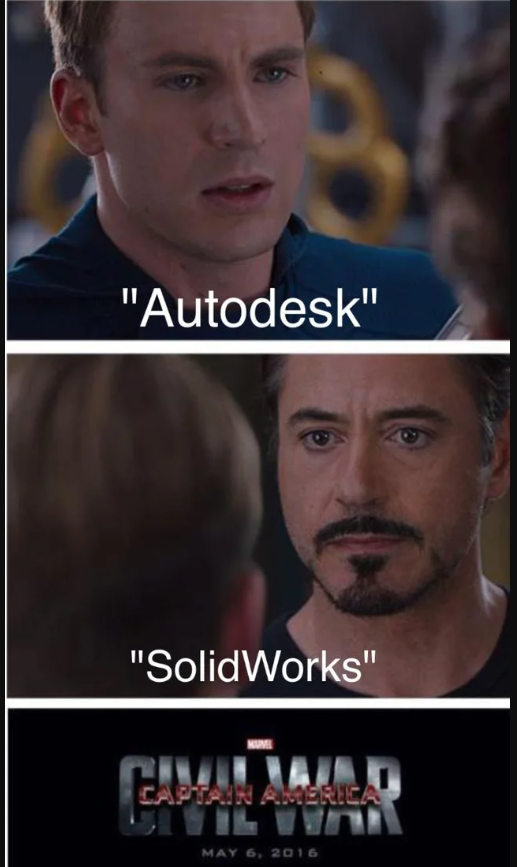 "Autodesk"
"SolidWorks"
MARVEL
CIVIL WAR
CAPTAIN AMERICA
MAY 6, 2016